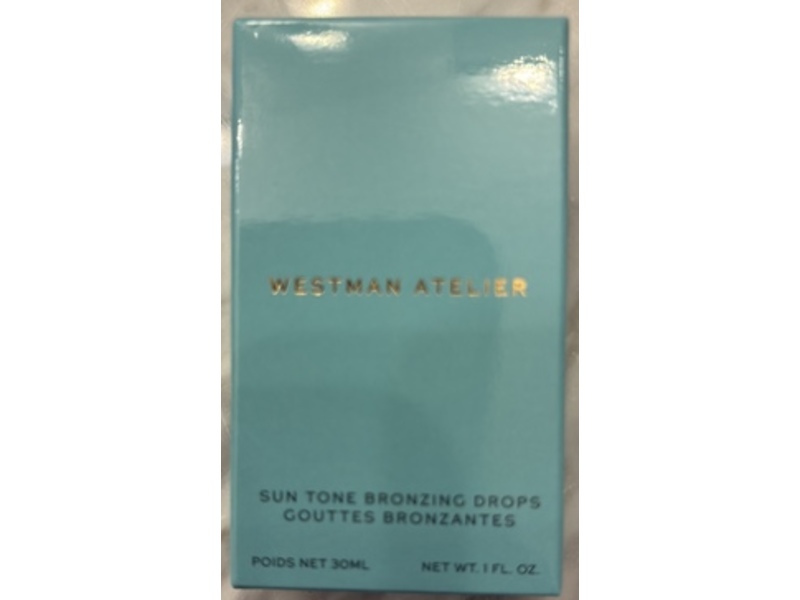 WESTMAN ATELIER
SUN TONE BRONZING DROPS
GOUTTES BRONZANTES
POIDS NET 30ML NET WT. 1 FL. OZ.